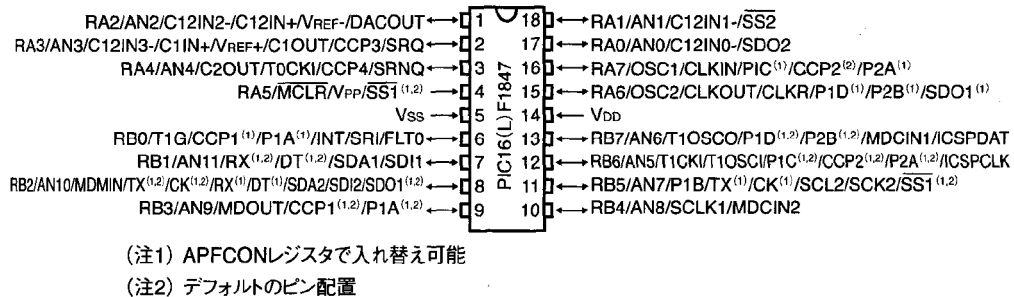 RA2/AN2/C12IN2-/C12IN+/VREF-/DACOUT 1 18 RA1/AN1/C12IN1-/SS2
RA3/AN3/C12IN3-/C1IN+/VREF+/C1OUT/CCP3/SRQ 2 17 RA0/AN0/C12IN0-/SDO2
RA4/AN4/C2OUT/T0CKI/CCP4/SRNQ 3 16 RA7/OSC1/CLKIN/PIC(1)/CCP2(2)/P2A(1)
RA5/MCLR/VPP/SS1(1,2) 4 15 RA6/OSC2/CLKOUT/CLKR/P1D(1)/P2B(1)/SDO1(1)
VSS 5 14 VDD
RB0/T1G/CCP1(1)/P1A(1)/INT/SRI/FLT0 6 13 RB7/AN6/T1OSCO/P1D(1,2)/P2B(1,2)/MDCIN1/ICSPDAT
RB1/AN11/RX(1,2)/DT(1,2)/SDA1/SDI1 7 12 RB6/AN5/T1CKI/T1OSCI/P1C(1,2)/CCP2(1,2)/P2A(1,2)/ICSPCLK
RB2/AN10/MDMIN/TX(1,2)/CK(1,2)/RX(1)/DT(1)/SDA2/SDI2/SDO1(1,2) 8 11 RB5/AN7/P1B/TX(1)/CK(1)/SCL2/SCK2/SS1(1,2)
RB3/AN9/MDOUT/CCP1(1,2)/P1A(1,2) 9 10 RB4/AN8/SCLK1/MDCIN2
PIC16(L)F1847
(注1) APFCONレジスタで入れ替え可能
(注2) デフォルトのピン配置